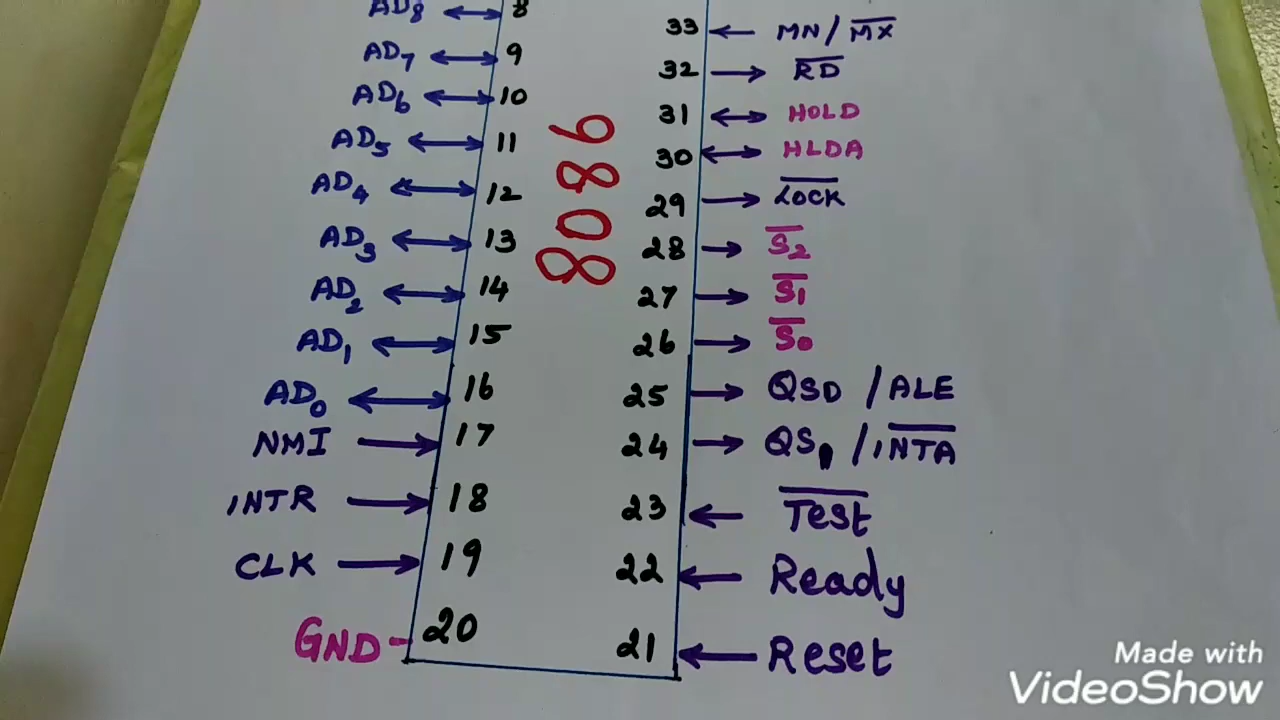 AD8 8 33 MN/MX
AD7 9 32 RD
AD6 10 31 HOLD
AD5 11 30 HLDA
AD4 12 29 LOCK
AD3 13 28 S2
AD2 14 27 S1
AD1 15 26 S0
AD0 16 25 QSD/ALE
NMI 17 24 QS1/INTA
INTR 18 23 Test
CLK 19 22 Ready
GND 20 21 Reset
8086
Made with
VideoShow